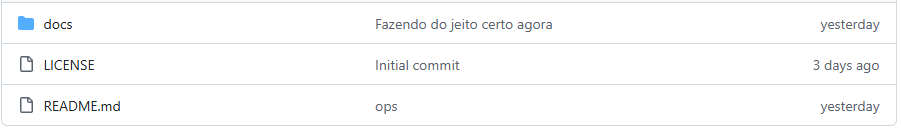 docs Fazendo do jeito certo agora yesterday
LICENSE Initial commit 3 days ago
README.md ops yesterday